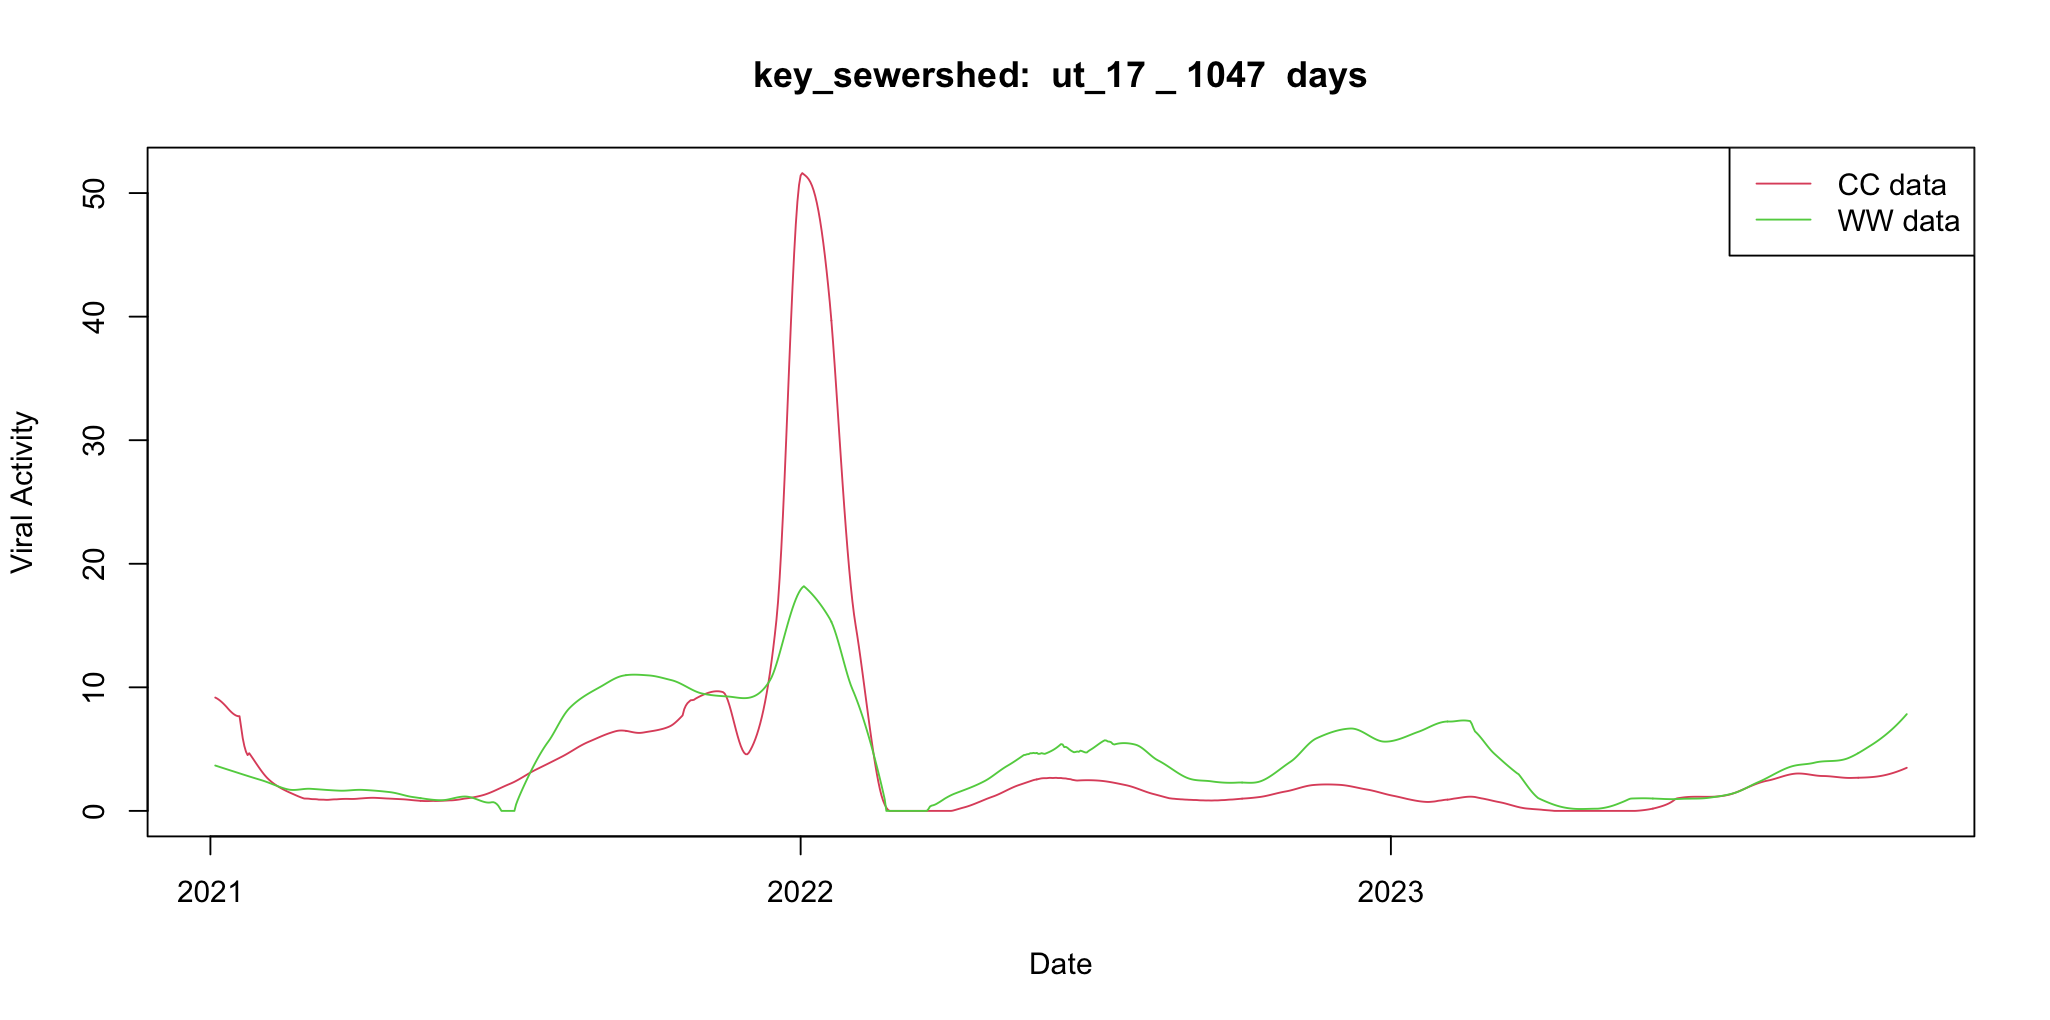 key_sewershed: ut_17 _ 1047 days
CC data
WW data
Viral Activity
50
40
30
20
10
0
2021
2022
2023
Date